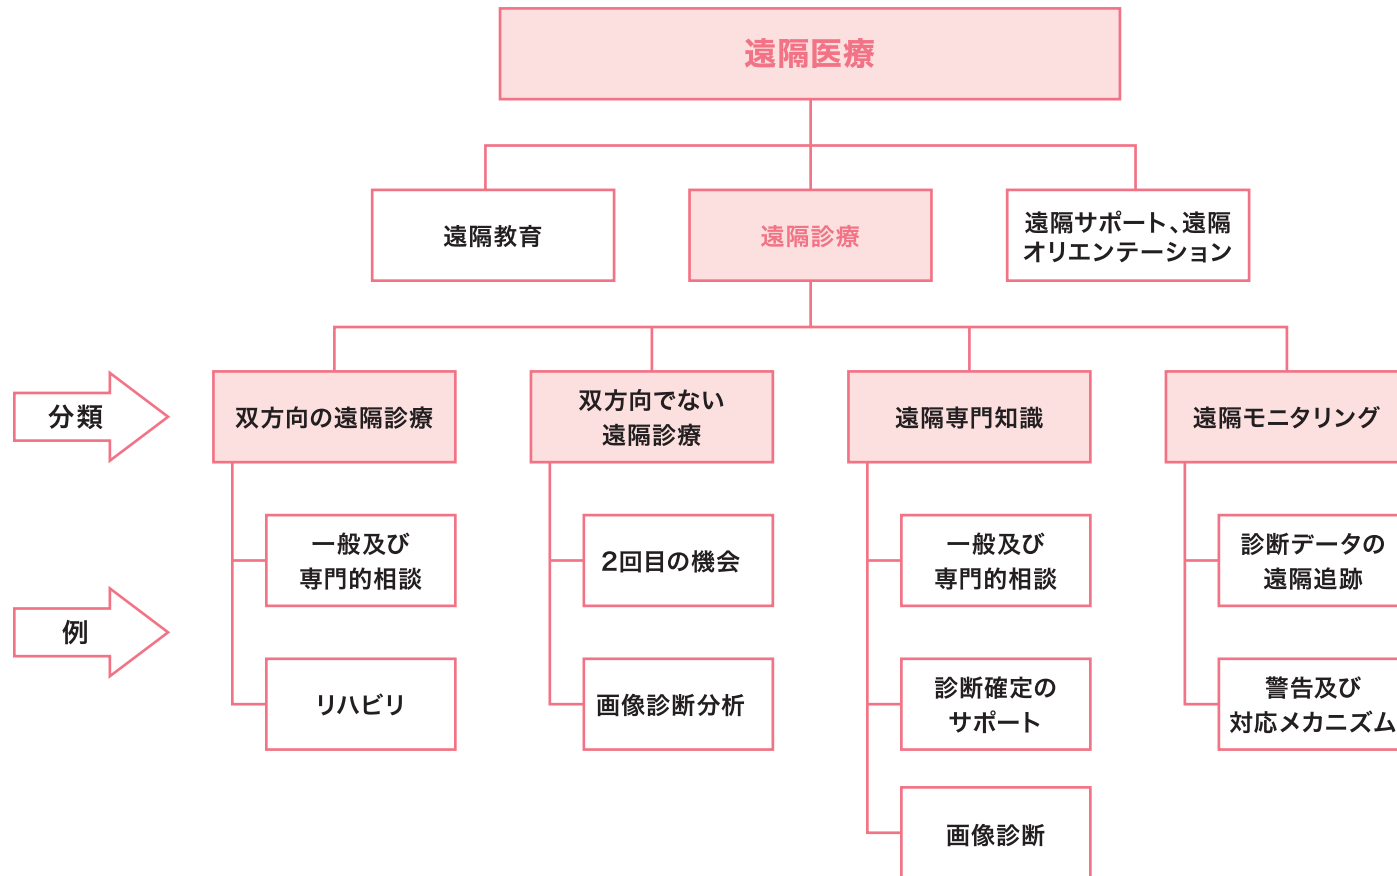 遠隔医療
遠隔教育
遠隔診療
遠隔サポート、遠隔
オリエンテーション
分類
双方向の遠隔診療
双方向でない
遠隔診療
遠隔専門知識
遠隔モニタリング
例
一般及び
専門的相談
2回目の機会
一般及び
専門的相談
診断データの
遠隔追跡
リハビリ
画像診断分析
診断確定の
サポート
警告及び
対応メカニズム
画像診断